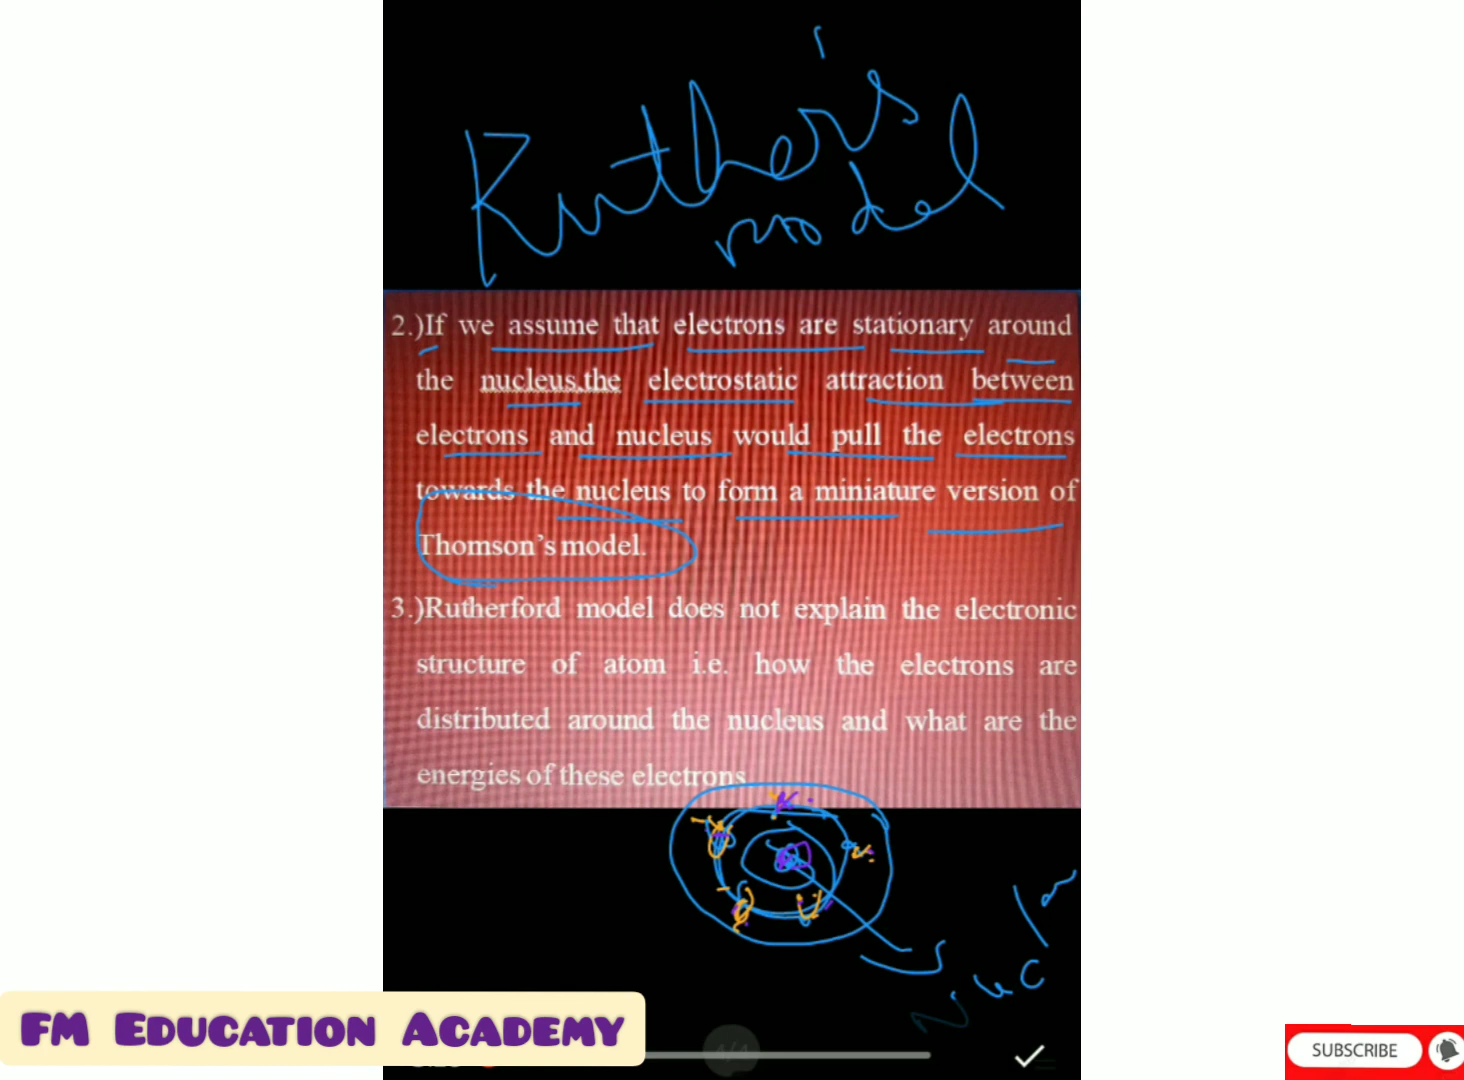 Ruther's
model
2.)If we assume that electrons are stationary around
the nucleus,the electrostatic attraction between
electrons and nucleus would pull the electrons
towards the nucleus to form a miniature version of
Thomson's model.
3.)Rutherford model does not explain the electronic
structure of atom i.e. how the electrons are
distributed around the nucleus and what are the
energies of these electrons
FM EDUCATION ACADEMY
4/4
SUBSCRIBE